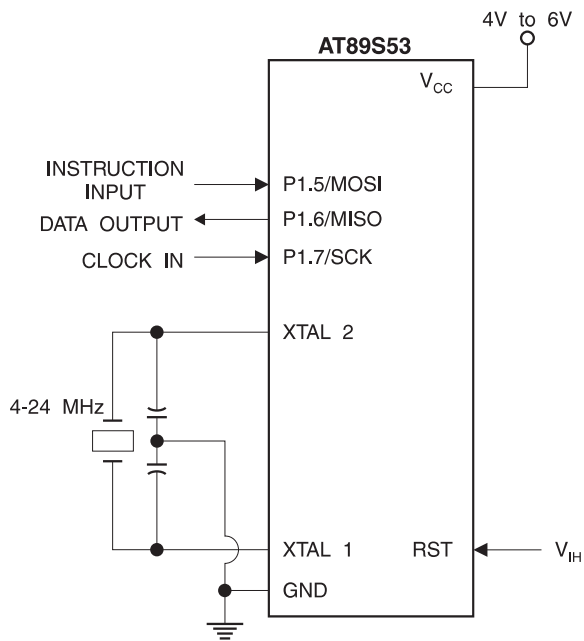 4V to 6V
AT89S53
V_CC
INSTRUCTION
INPUT
P1.5/MOSI
DATA OUTPUT
P1.6/MISO
CLOCK IN
P1.7/SCK
XTAL 2
4-24 MHz
XTAL 1
RST
V_IH
GND